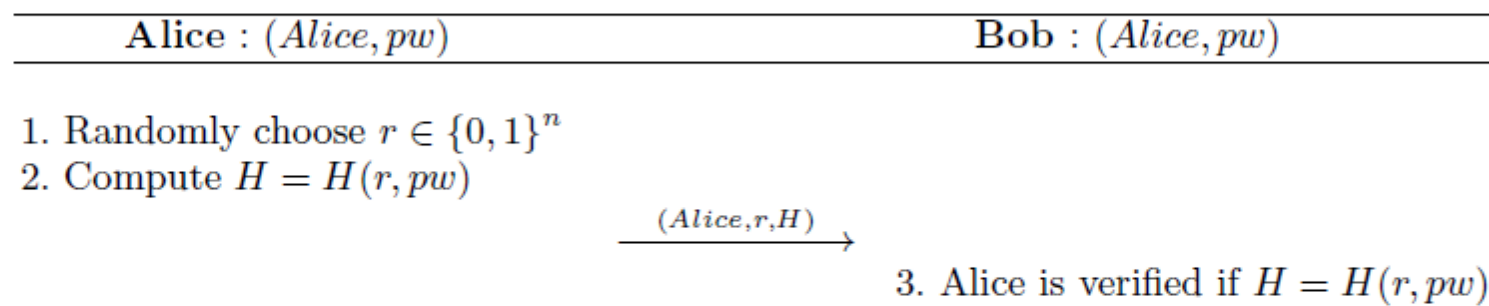 Alice : (Alice, pw) Bob : (Alice, pw)
1. Randomly choose r ∈ {0, 1}ⁿ
2. Compute H = H(r, pw)
(Alice,r,H)
3. Alice is verified if H = H(r, pw)